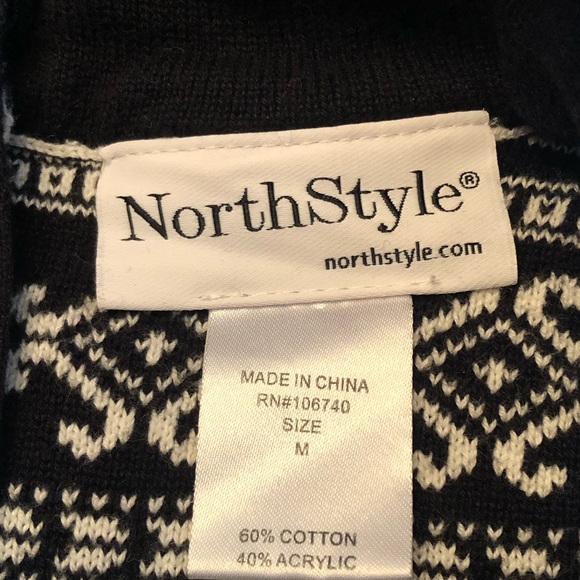 NorthStyle®
northstyle.com
MADE IN CHINA
RN#106740
SIZE
M
60% COTTON
40% ACRYLIC